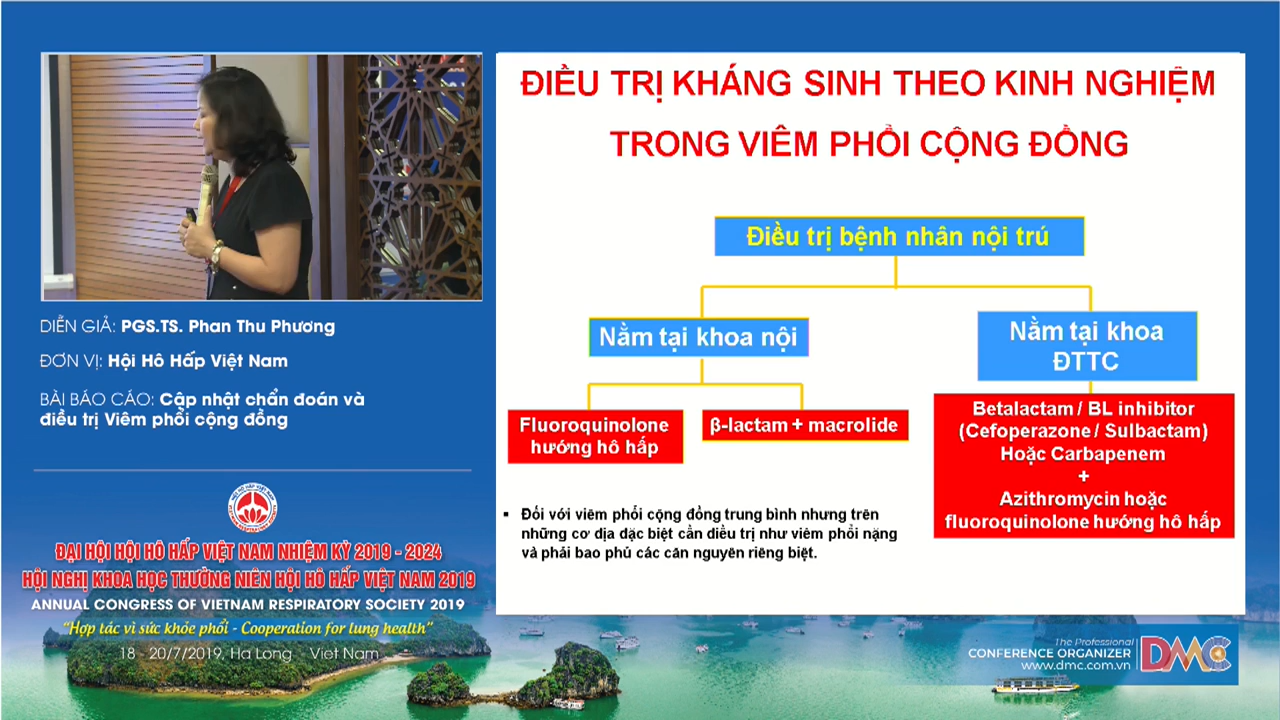 DIỄN GIẢ: PGS.TS. Phan Thu Phương
ĐƠN VỊ: Hội Hô Hấp Việt Nam
BÀI BÁO CÁO: Cập nhật chẩn đoán và
điều trị Viêm phổi cộng đồng
HỘI HÔ HẤP VIỆT NAM
ĐẠI HỘI HỘI HÔ HẤP VIỆT NAM NHIỆM KỲ 2019 - 2024
HỘI NGHỊ KHOA HỌC THƯỜNG NIÊN HỘI HÔ HẤP VIỆT NAM 2019
ANNUAL CONGRESS OF VIETNAM RESPIRATORY SOCIETY 2019
"Hợp tác vì sức khỏe phổi - Cooperation for lung health"
18 - 20/7/2019, Ha Long Viet Nam
ĐIỀU TRỊ KHÁNG SINH THEO KINH NGHIỆM
TRONG VIÊM PHỔI CỘNG ĐỒNG
Điều trị bệnh nhân nội trú
Nằm tại khoa nội
Nằm tại khoa
ĐTTC
Fluoroquinolone
hướng hô hấp
β-lactam + macrolide
Betalactam / BL inhibitor
(Cefoperazone / Sulbactam)
Hoặc Carbapenem
+
Azithromycin hoặc
fluoroquinolone hướng hô hấp
▪ Đối với viêm phổi cộng đồng trung bình nhưng trên
những cơ địa đặc biệt cần điều trị như viêm phổi nặng
và phải bao phủ các căn nguyên riêng biệt.
The Professional
CONFERENCE ORGANIZER
www.dmc.com.vn
DMC